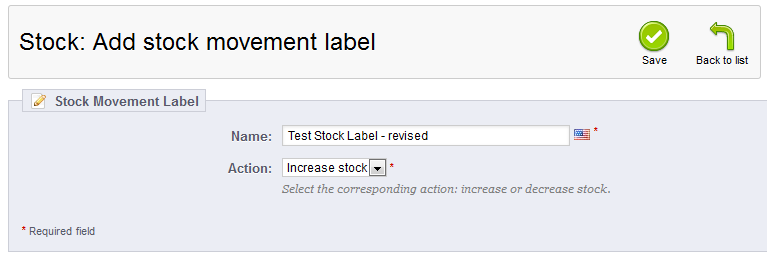 Stock: Add stock movement label
Save
Back to list
Stock Movement Label
Name: Test Stock Label - revised *
Action: Increase stock *
Select the corresponding action: increase or decrease stock.
* Required field